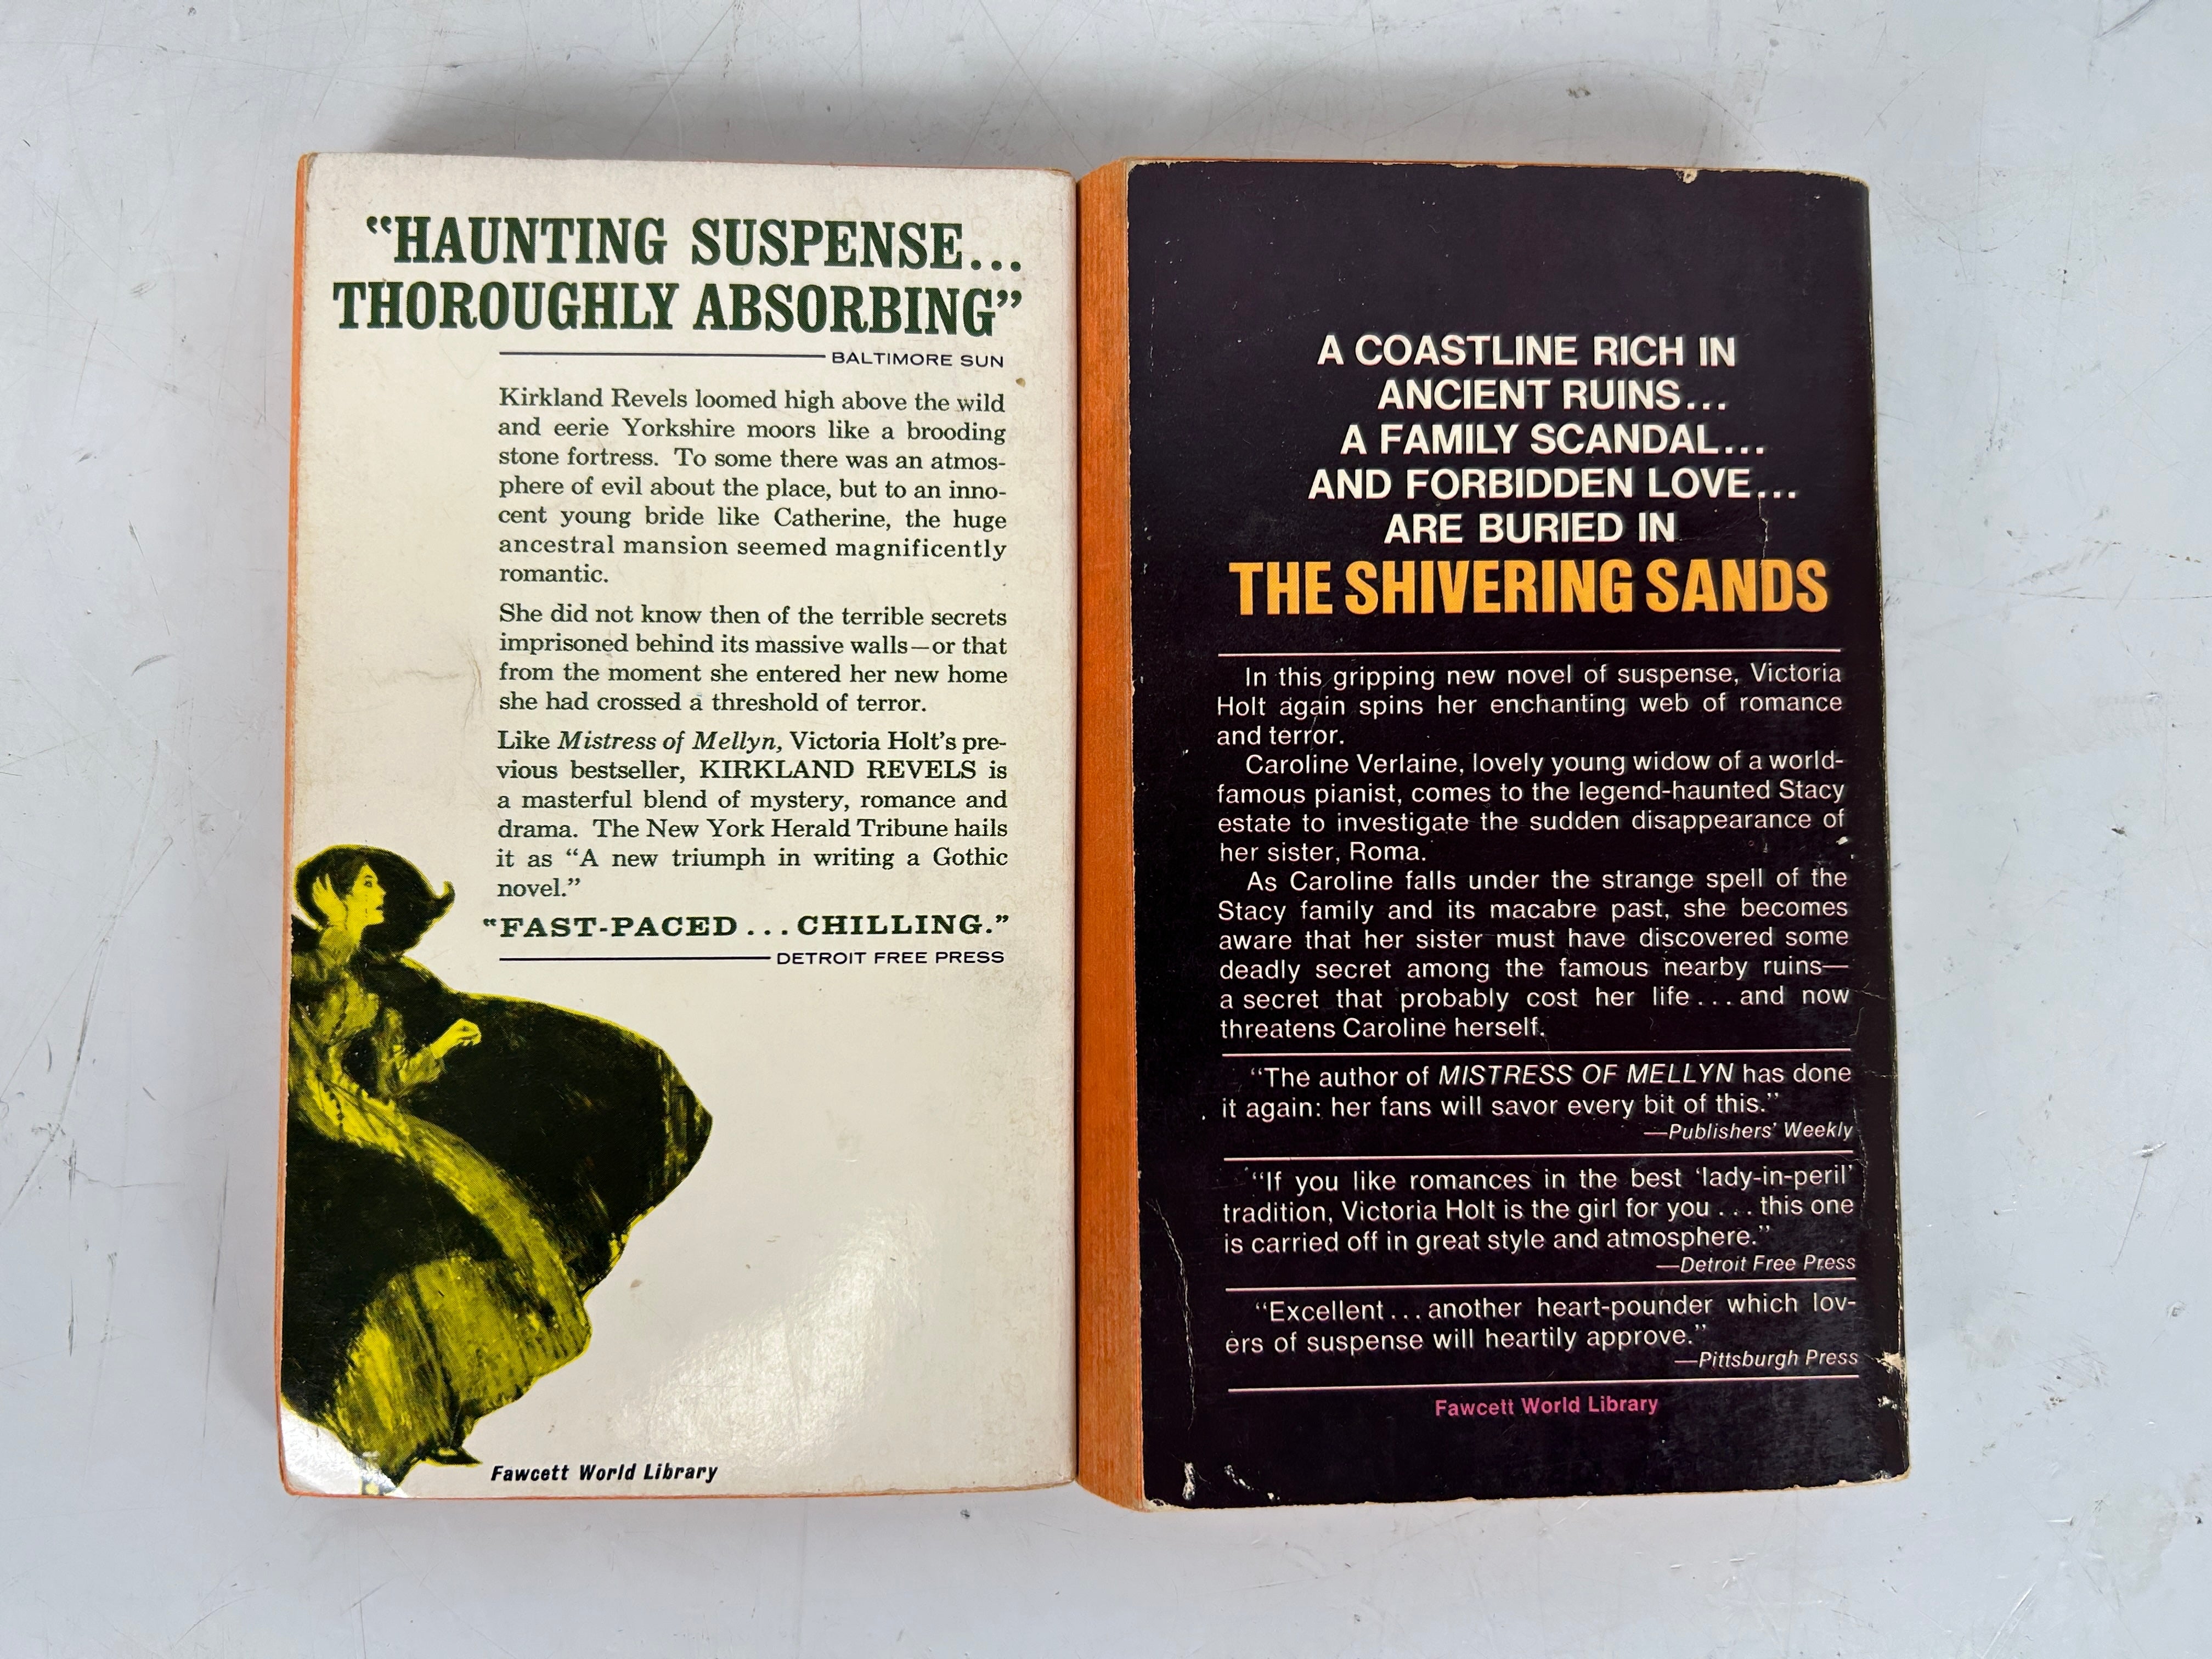 “HAUNTING SUSPENSE...
THOROUGHLY ABSORBING”
BALTIMORE SUN
Kirkland Revels loomed high above the wild
and eerie Yorkshire moors like a brooding
stone fortress. To some there was an atmos-
phere of evil about the place, but to an inno-
cent young bride like Catherine, the huge
ancestral mansion seemed magnificently
romantic.
She did not know then of the terrible secrets
imprisoned behind its massive walls—or that
from the moment she entered her new home
she had crossed a threshold of terror.
Like Mistress of Mellyn, Victoria Holt’s pre-
vious bestseller, KIRKLAND REVELS is
a masterful blend of mystery, romance and
drama. The New York Herald Tribune hails
it as “A new triumph in writing a Gothic
novel.”
“FAST-PACED...CHILLING.”
DETROIT FREE PRESS
Fawcett World Library
A COASTLINE RICH IN
ANCIENT RUINS...
A FAMILY SCANDAL...
AND FORBIDDEN LOVE...
ARE BURIED IN
THE SHIVERING SANDS
In this gripping new novel of suspense, Victoria
Holt again spins her enchanting web of romance
and terror.
Caroline Verlaine, lovely young widow of a world-
famous pianist, comes to the legend-haunted Stacy
estate to investigate the sudden disappearance of
her sister, Roma.
As Caroline falls under the strange spell of the
Stacy family and its macabre past, she becomes
aware that her sister must have discovered some
deadly secret among the famous nearby ruins—
a secret that probably cost her life...and now
threatens Caroline herself.
“The author of MISTRESS OF MELLYN has done
it again: her fans will savor every bit of this.”
—Publishers’ Weekly
“If you like romances in the best ‘lady-in-peril’
tradition, Victoria Holt is the girl for you... this one
is carried off in great style and atmosphere.”
—Detroit Free Press
“Excellent...another heart-pounder which lov-
ers of suspense will heartily approve.”
—Pittsburgh Press
Fawcett World Library